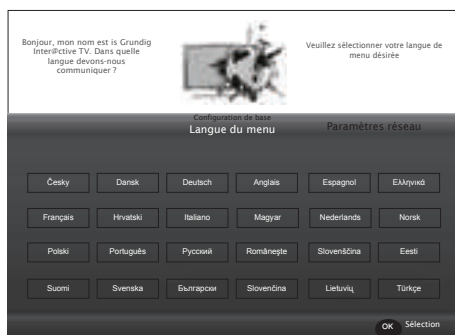 Bonjour, mon nom est is Grundig
Inter@ctive TV. Dans quelle
langue devons-nous
communiquer ?
Veuillez sélectionner votre langue de
menu désirée
Configuration de base
Langue du menu
Paramètres réseau
Česky
Dansk
Deutsch
Anglais
Espagnol
Ελληνικά
Français
Hrvatski
Italiano
Magyar
Nederlands
Norsk
Polski
Português
Русский
Româneşte
Slovenščina
Eesti
Suomi
Svenska
Български
Slovenčina
Lietuvių
Türkçe
OK Sélection